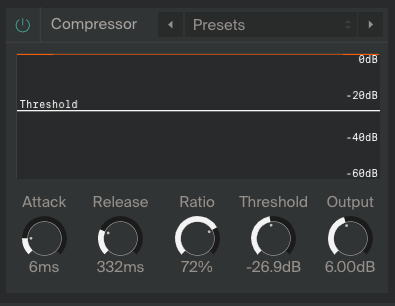 Compressor
Presets
0dB
-20dB
Threshold
-40dB
-60dB
Attack Release Ratio Threshold Output
6ms 332ms 72% -26.9dB 6.00dB